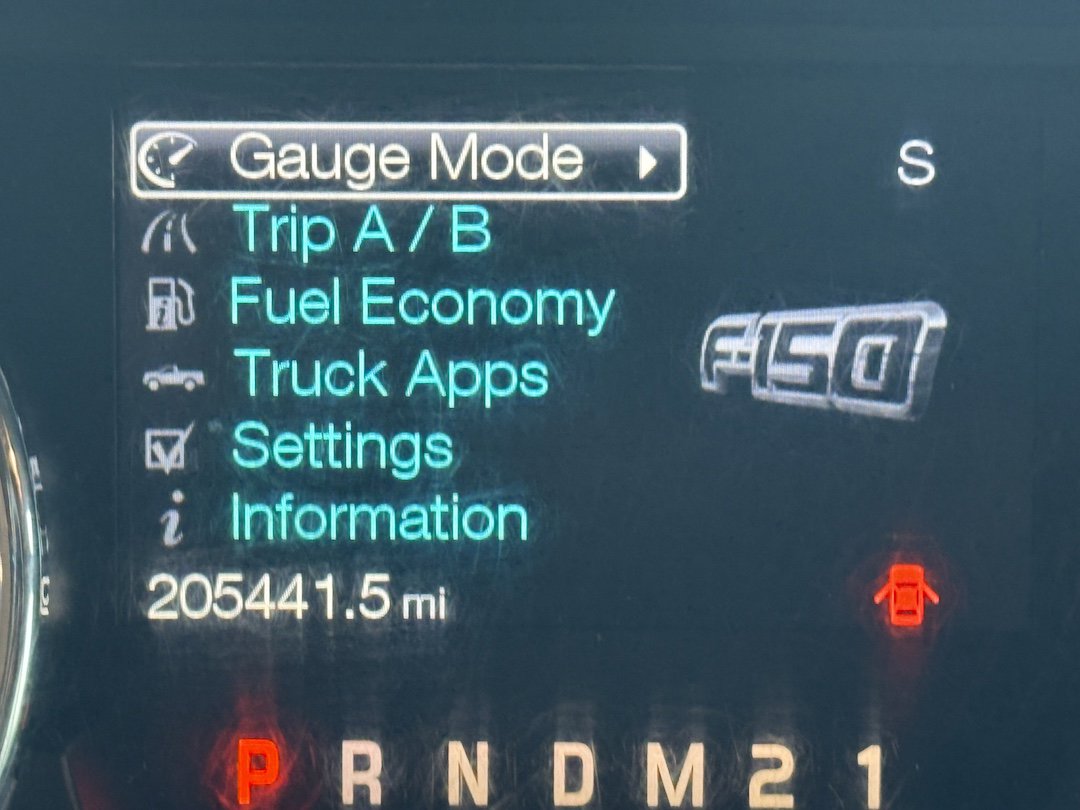 Gauge Mode
S
Trip A / B
Fuel Economy
F-150
Truck Apps
Settings
Information
205441.5 mi
P R N D M 2 1